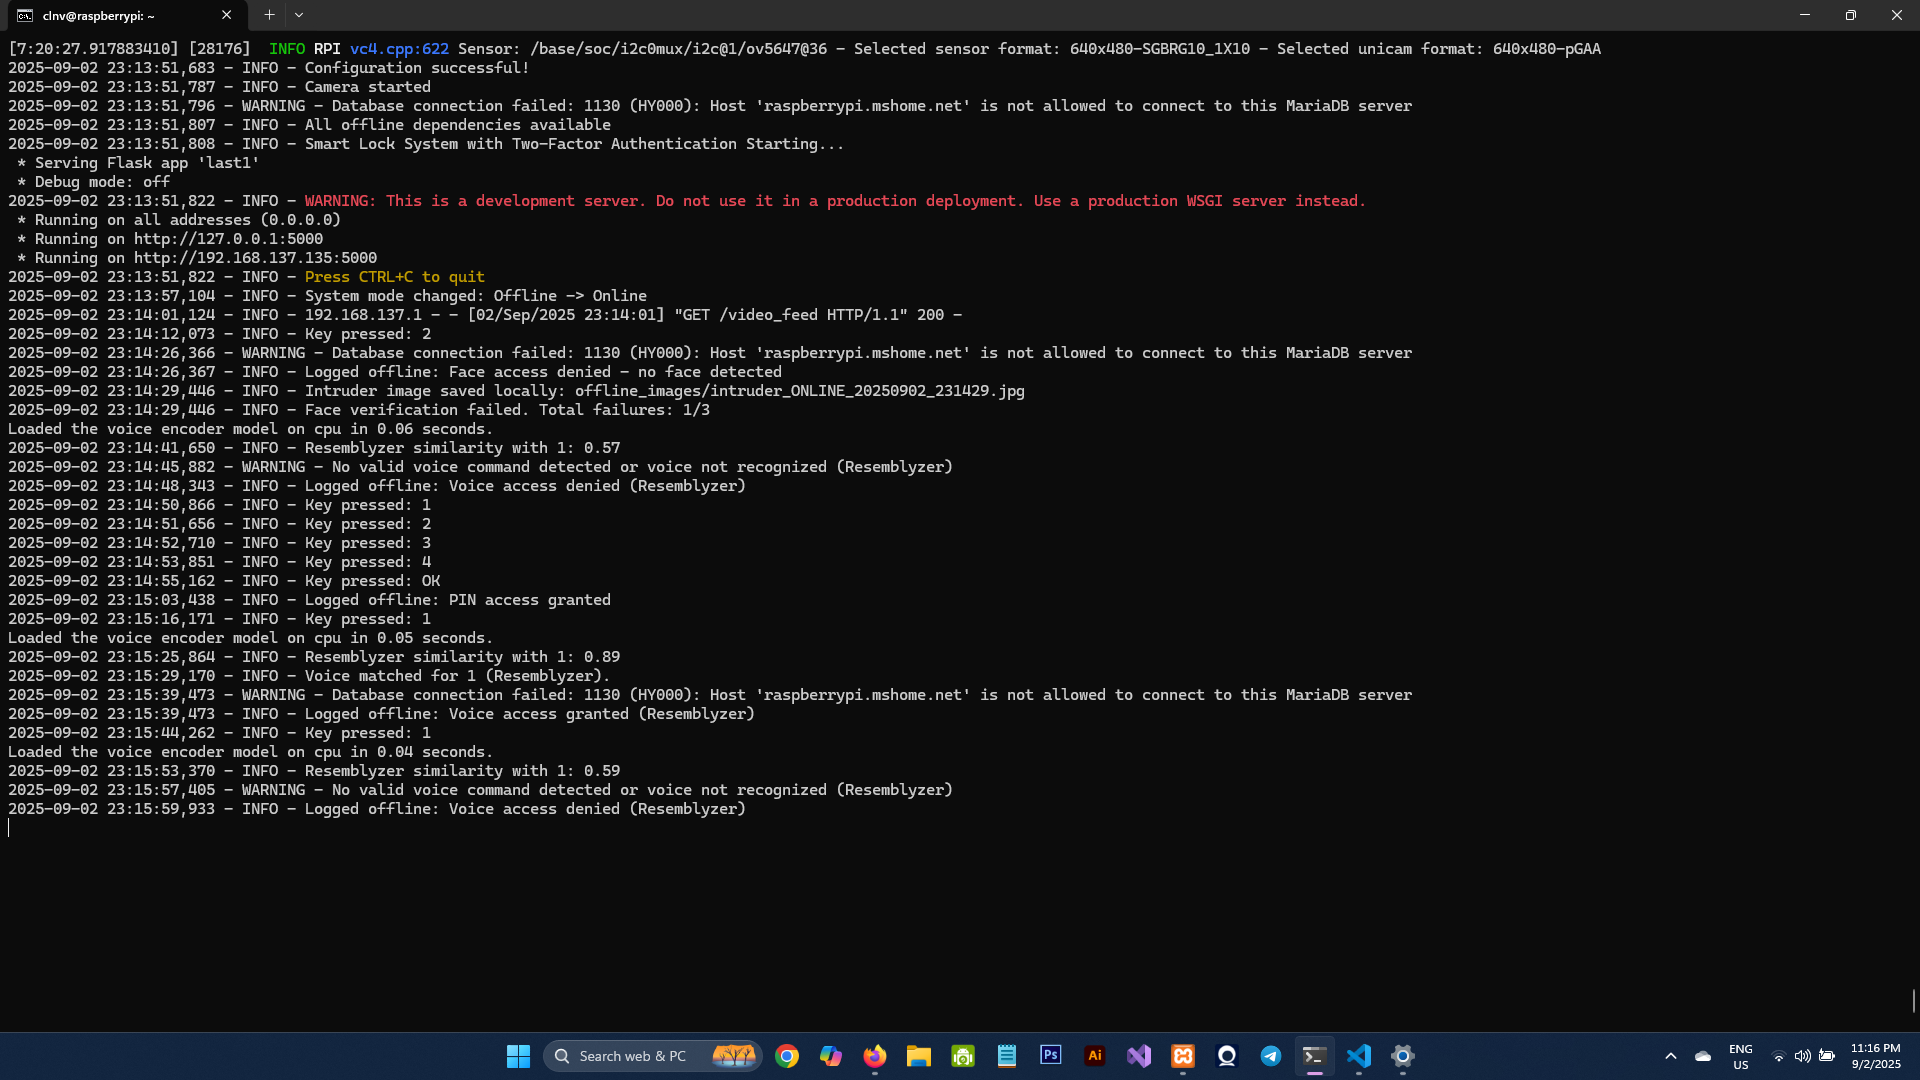 clnv@raspberrypi: ~
[7:20:27.917883410] [28176]  INFO RPI vc4.cpp:622 Sensor: /base/soc/i2c0mux/i2c@1/ov5647@36 - Selected sensor format: 640x480-SGBRG10_1X10 - Selected unicam format: 640x480-pGAA
2025-09-02 23:13:51,683 - INFO - Configuration successful!
2025-09-02 23:13:51,787 - INFO - Camera started
2025-09-02 23:13:51,796 - WARNING - Database connection failed: 1130 (HY000): Host 'raspberrypi.mshome.net' is not allowed to connect to this MariaDB server
2025-09-02 23:13:51,807 - INFO - All offline dependencies available
2025-09-02 23:13:51,808 - INFO - Smart Lock System with Two-Factor Authentication Starting...
 * Serving Flask app 'last1'
 * Debug mode: off
2025-09-02 23:13:51,822 - INFO - WARNING: This is a development server. Do not use it in a production deployment. Use a production WSGI server instead.
 * Running on all addresses (0.0.0.0)
 * Running on http://127.0.0.1:5000
 * Running on http://192.168.137.135:5000
2025-09-02 23:13:51,822 - INFO - Press CTRL+C to quit
2025-09-02 23:13:57,104 - INFO - System mode changed: Offline -> Online
2025-09-02 23:14:01,124 - INFO - 192.168.137.1 - - [02/Sep/2025 23:14:01] "GET /video_feed HTTP/1.1" 200 -
2025-09-02 23:14:12,073 - INFO - Key pressed: 2
2025-09-02 23:14:26,366 - WARNING - Database connection failed: 1130 (HY000): Host 'raspberrypi.mshome.net' is not allowed to connect to this MariaDB server
2025-09-02 23:14:26,367 - INFO - Logged offline: Face access denied - no face detected
2025-09-02 23:14:29,446 - INFO - Intruder image saved locally: offline_images/intruder_ONLINE_20250902_231429.jpg
2025-09-02 23:14:29,446 - INFO - Face verification failed. Total failures: 1/3
Loaded the voice encoder model on cpu in 0.06 seconds.
2025-09-02 23:14:41,650 - INFO - Resemblyzer similarity with 1: 0.57
2025-09-02 23:14:45,882 - WARNING - No valid voice command detected or voice not recognized (Resemblyzer)
2025-09-02 23:14:48,343 - INFO - Logged offline: Voice access denied (Resemblyzer)
2025-09-02 23:14:50,866 - INFO - Key pressed: 1
2025-09-02 23:14:51,656 - INFO - Key pressed: 2
2025-09-02 23:14:52,710 - INFO - Key pressed: 3
2025-09-02 23:14:53,851 - INFO - Key pressed: 4
2025-09-02 23:14:55,162 - INFO - Key pressed: OK
2025-09-02 23:15:03,438 - INFO - Logged offline: PIN access granted
2025-09-02 23:15:16,171 - INFO - Key pressed: 1
Loaded the voice encoder model on cpu in 0.05 seconds.
2025-09-02 23:15:25,864 - INFO - Resemblyzer similarity with 1: 0.89
2025-09-02 23:15:29,170 - INFO - Voice matched for 1 (Resemblyzer).
2025-09-02 23:15:39,473 - WARNING - Database connection failed: 1130 (HY000): Host 'raspberrypi.mshome.net' is not allowed to connect to this MariaDB server
2025-09-02 23:15:39,473 - INFO - Logged offline: Voice access granted (Resemblyzer)
2025-09-02 23:15:44,262 - INFO - Key pressed: 1
Loaded the voice encoder model on cpu in 0.04 seconds.
2025-09-02 23:15:53,370 - INFO - Resemblyzer similarity with 1: 0.59
2025-09-02 23:15:57,405 - WARNING - No valid voice command detected or voice not recognized (Resemblyzer)
2025-09-02 23:15:59,933 - INFO - Logged offline: Voice access denied (Resemblyzer)
Search web & PC
Ps
Ai
ENG
US
11:16 PM
9/2/2025